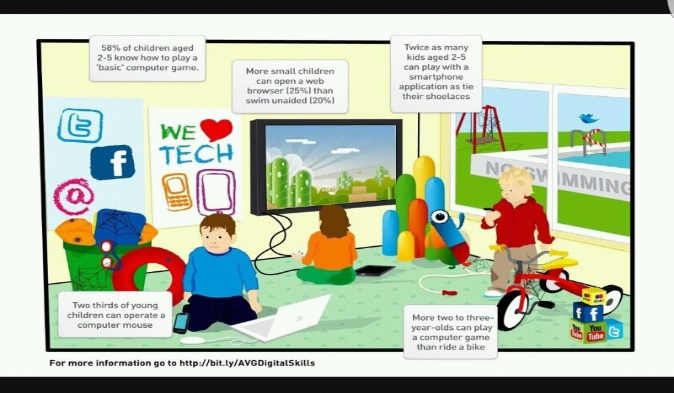 58% of children aged
2-5 know how to play a
'basic' computer game.
More small children
can open a web
browser (25%) than
swim unaided (20%)
Twice as many
kids aged 2-5
can play with a
smartphone
application as tie
their shoelaces
WE
TECH
f
@
NO SWIMMING
Two thirds of young
children can operate a
computer mouse
More two to three-
year-olds can play
a computer game
than ride a bike
f f
You
Tube
For more information go to http://bit.ly/AVGDigitalSkills